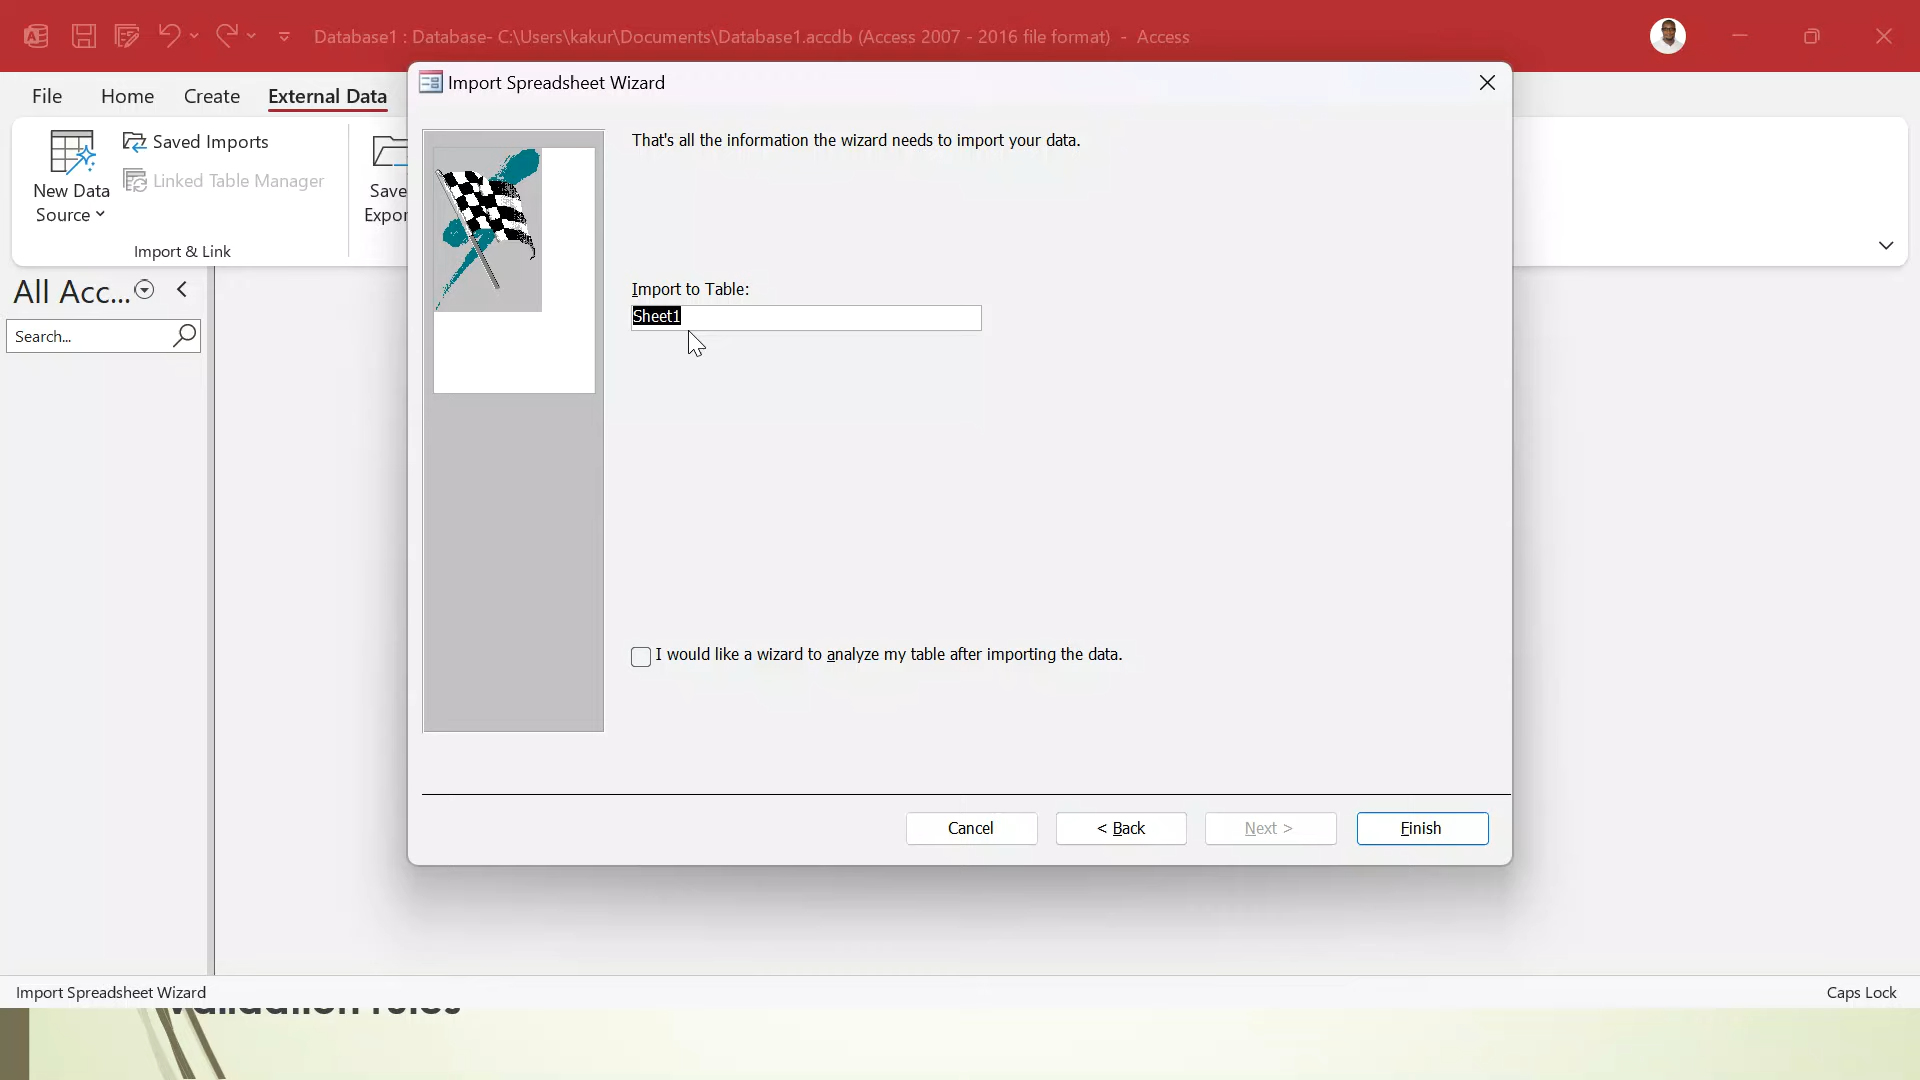 Database1 : Database- C:\Users\kakur\Documents\Database1.accdb (Access 2007 - 2016 file format) - Access
Import Spreadsheet Wizard
File Home Create External Data
Saved Imports
Linked Table Manager
New Data
Source
Save
Expor
Import & Link
All Acc...
Search...
That's all the information the wizard needs to import your data.
Import to Table:
Sheet1
I would like a wizard to analyze my table after importing the data.
Cancel < Back Next > Finish
Import Spreadsheet Wizard Caps Lock